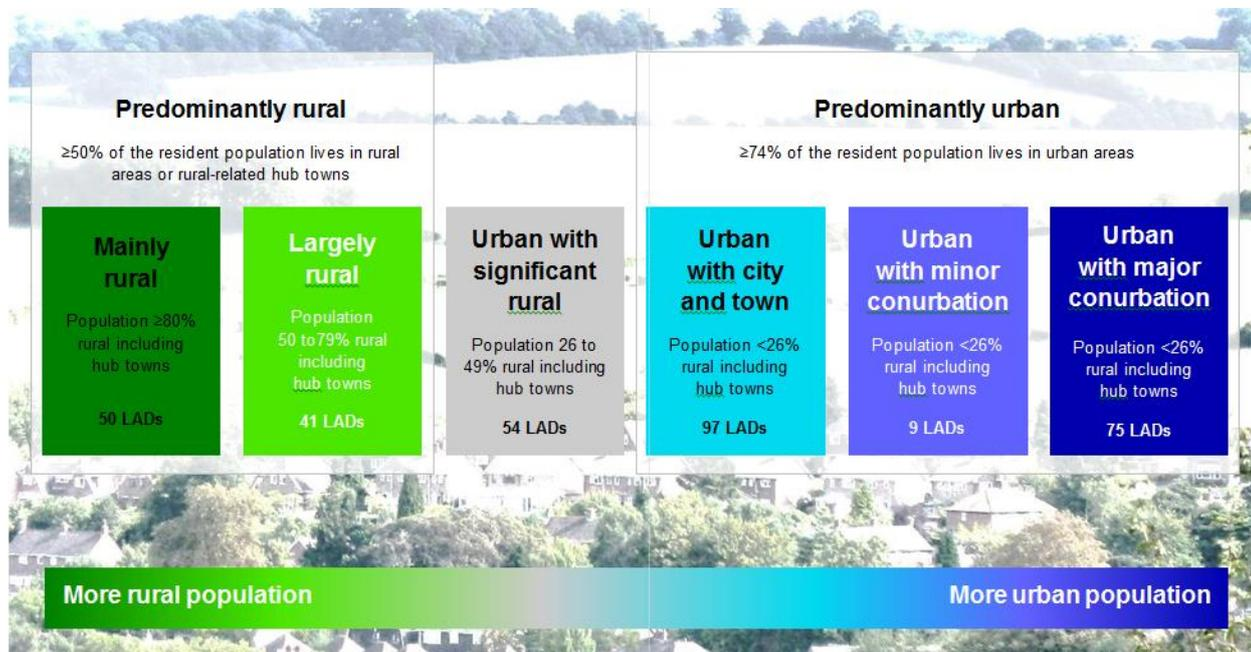 Predominantly rural
≥50% of the resident population lives in rural
areas or rural-related hub towns
Predominantly urban
≥74% of the resident population lives in urban areas
Mainly
rural
Population ≥80%
rural including
hub towns
50 LADs
Largely
rural
Population
50 to79% rural
including
hub towns
41 LADs
Urban with
significant
rural
Population 26 to
49% rural including
hub towns
54 LADs
Urban
with city
and town
Population <26%
rural including
hub towns
97 LADs
Urban
with minor
conurbation
Population <26%
rural including
hub towns
9 LADs
Urban
with major
conurbation
Population <26%
rural including
hub towns
75 LADs
More rural population
More urban population